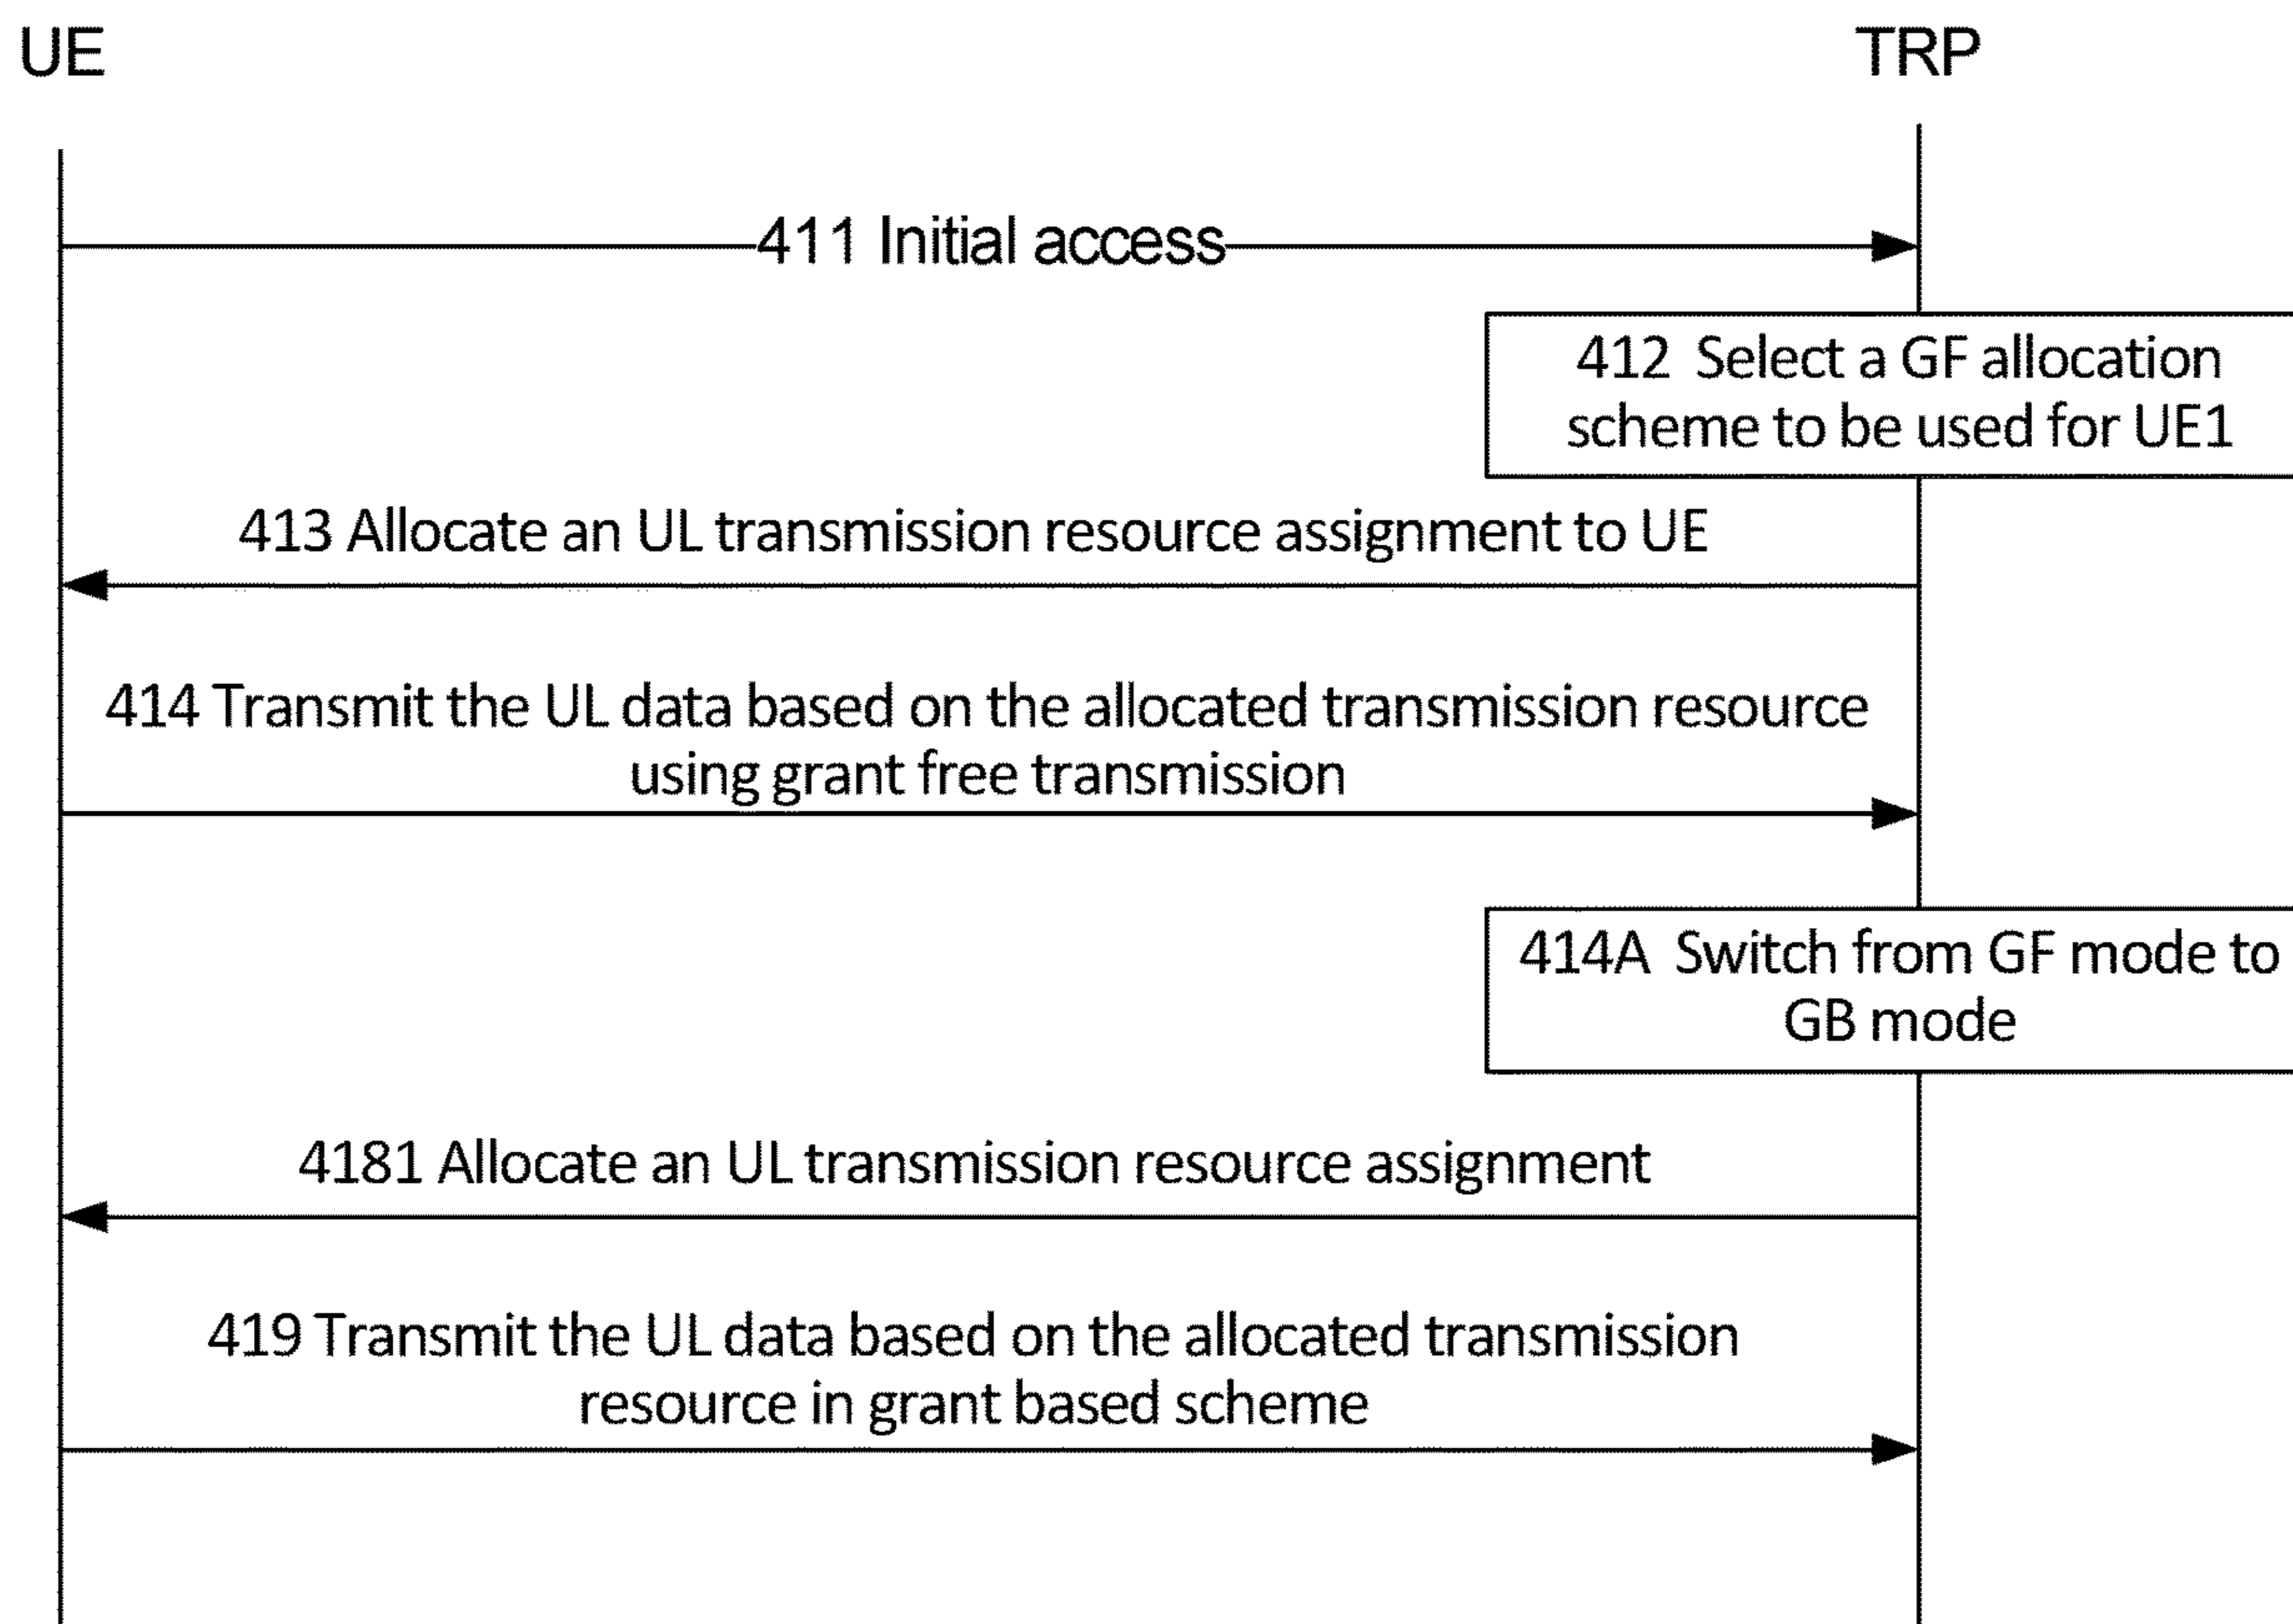 UE
TRP
411 Initial access
412 Select a GF allocation
scheme to be used for UE1
413 Allocate an UL transmission resource assignment to UE
414 Transmit the UL data based on the allocated transmission resource
using grant free transmission
414A Switch from GF mode to
GB mode
4181 Allocate an UL transmission resource assignment
419 Transmit the UL data based on the allocated transmission
resource in grant based scheme